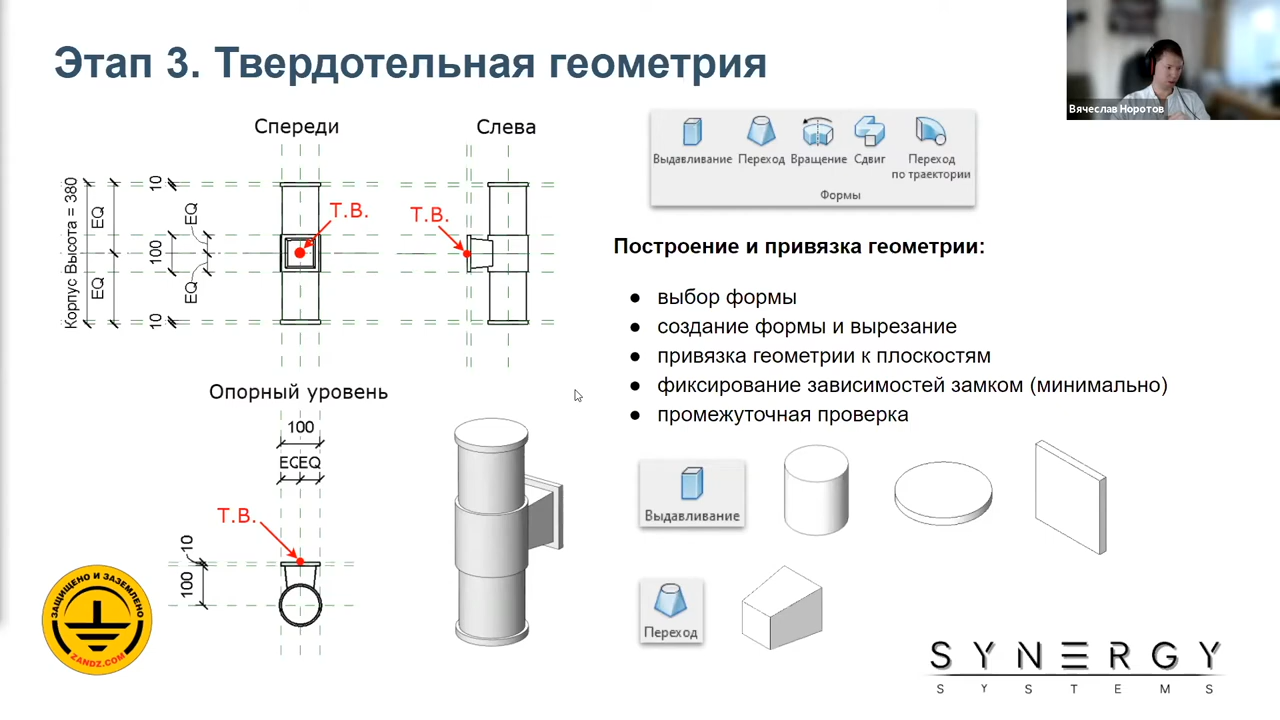 Этап 3. Твердотельная геометрия
Вячеслав Норотов
Спереди
Слева
Корпус Высота = 380
EQ
EQ
10
100
10
EQ
EQ
Т.В.
Т.В.
Выдавливание
Переход
Вращение
Сдвиг
Переход
по траектории
Формы
Построение и привязка геометрии:
● выбор формы
● создание формы и вырезание
● привязка геометрии к плоскостям
● фиксирование зависимостей замком (минимально)
● промежуточная проверка
Опорный уровень
100
EQ
EQ
Т.В.
10
100
Выдавливание
Переход
ЗАЩИЩЕНО И ЗАЗЕМЛЕНО
ZANDZ.COM
SYNERGY
SYSTEMS